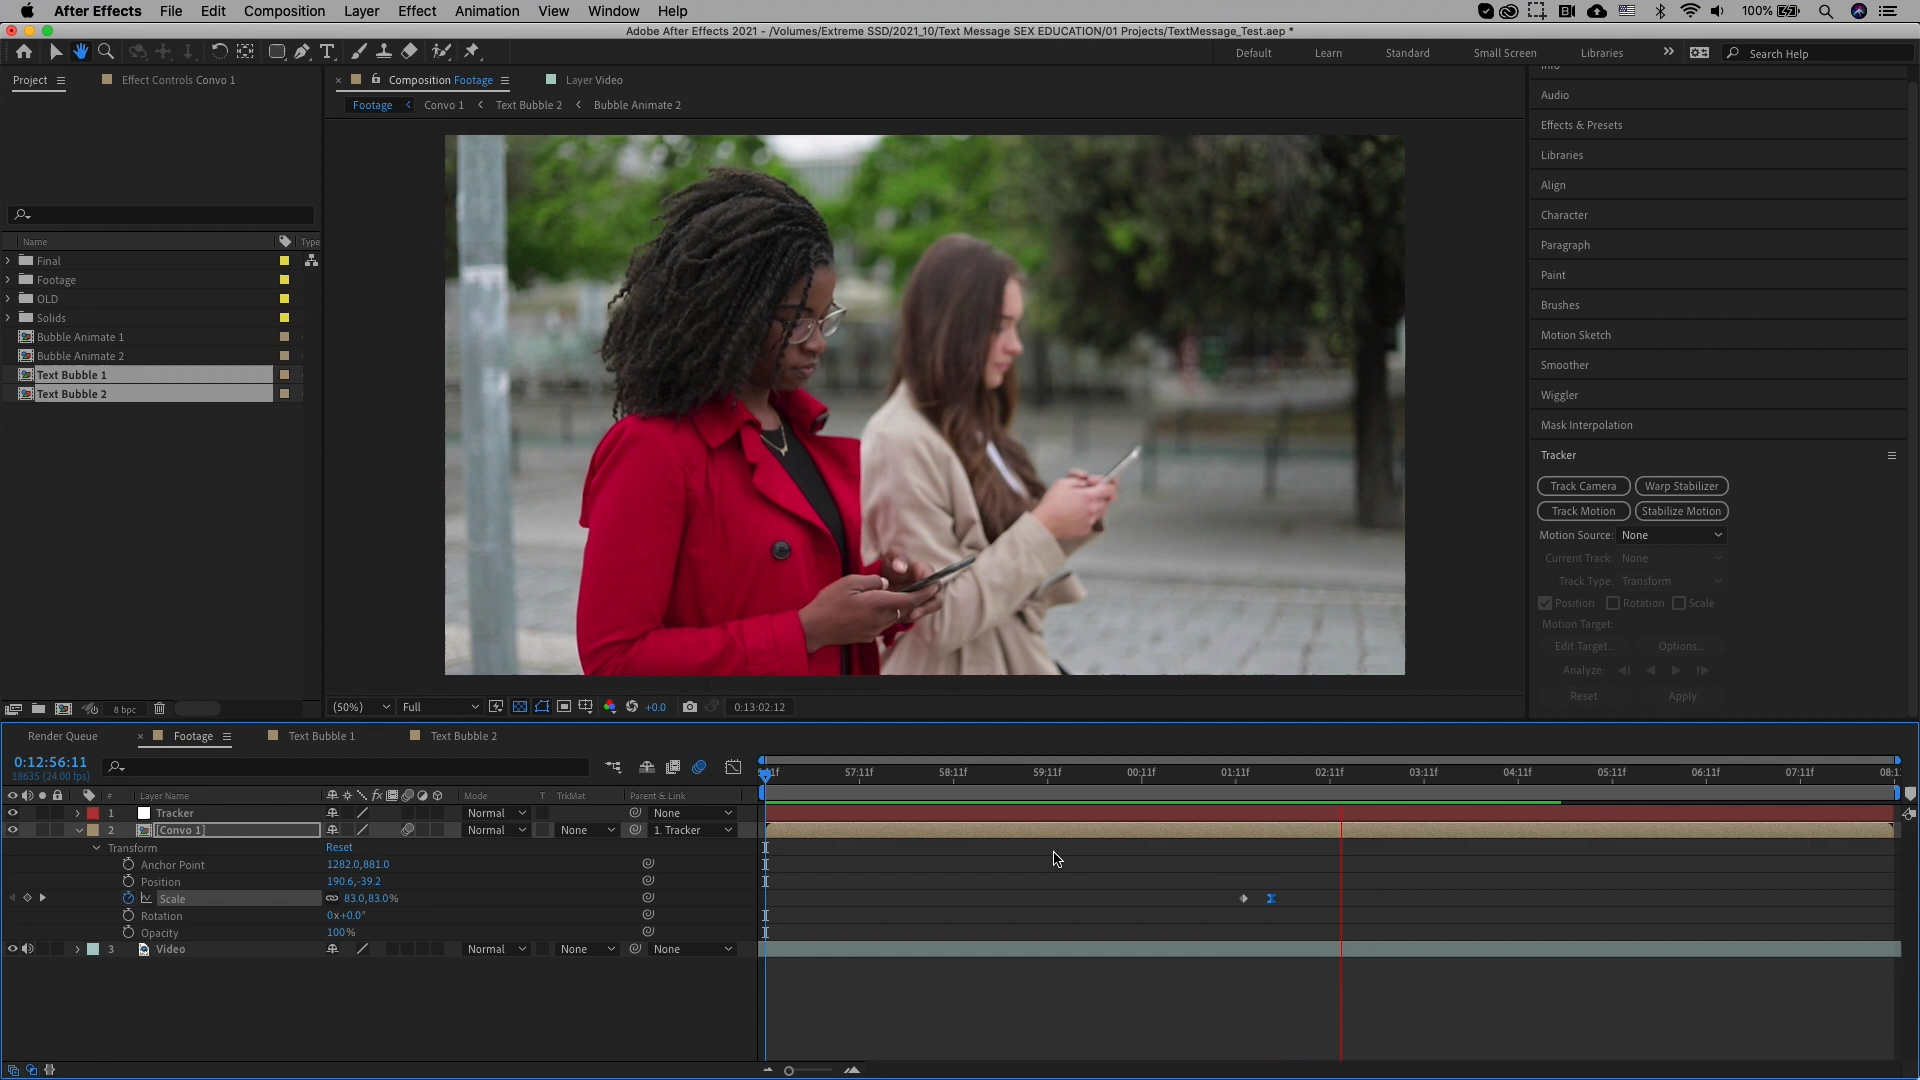 After Effects File Edit Composition Layer Effect Animation View Window Help 100%
Adobe After Effects 2021 - /Volumes/Extreme SSD/2021_10/Text Message SEX EDUCATION/01 Projects/TextMessage_Test.aep *
Default Learn Standard Small Screen Libraries Search Help
Project Effect Controls Convo 1 Composition Footage Layer Video
Footage Convo 1 Text Bubble 2 Bubble Animate 2
Name Type
Final
Footage
OLD
Solids
Bubble Animate 1
Bubble Animate 2
Text Bubble 1
Text Bubble 2
8 bpc
Info
Audio
Effects & Presets
Libraries
Align
Character
Paragraph
Paint
Brushes
Motion Sketch
Smoother
Wiggler
Mask Interpolation
Tracker
Track Camera Warp Stabilizer
Track Motion Stabilize Motion
Motion Source: None
Current Track: None
Track Type: Transform
Position Rotation Scale
Motion Target:
Edit Target... Options...
Analyze:
Reset Apply
(50%) Full +0.0 0:13:02:12
Render Queue Footage Text Bubble 1 Text Bubble 2
0:12:56:11
18635 (24.00 fps)
57:11f 58:11f 59:11f 00:11f 01:11f 02:11f 03:11f 04:11f 05:11f 06:11f 07:11f
# Layer Name fx Mode T TrkMat Parent & Link
1 Tracker Normal None
2 [Convo 1] Normal None 1. Tracker
Transform Reset
Anchor Point 1282.0,881.0
Position 190.6,-39.2
Scale 83.0,83.0%
Rotation 0x+0.0°
Opacity 100%
3 Video Normal None None